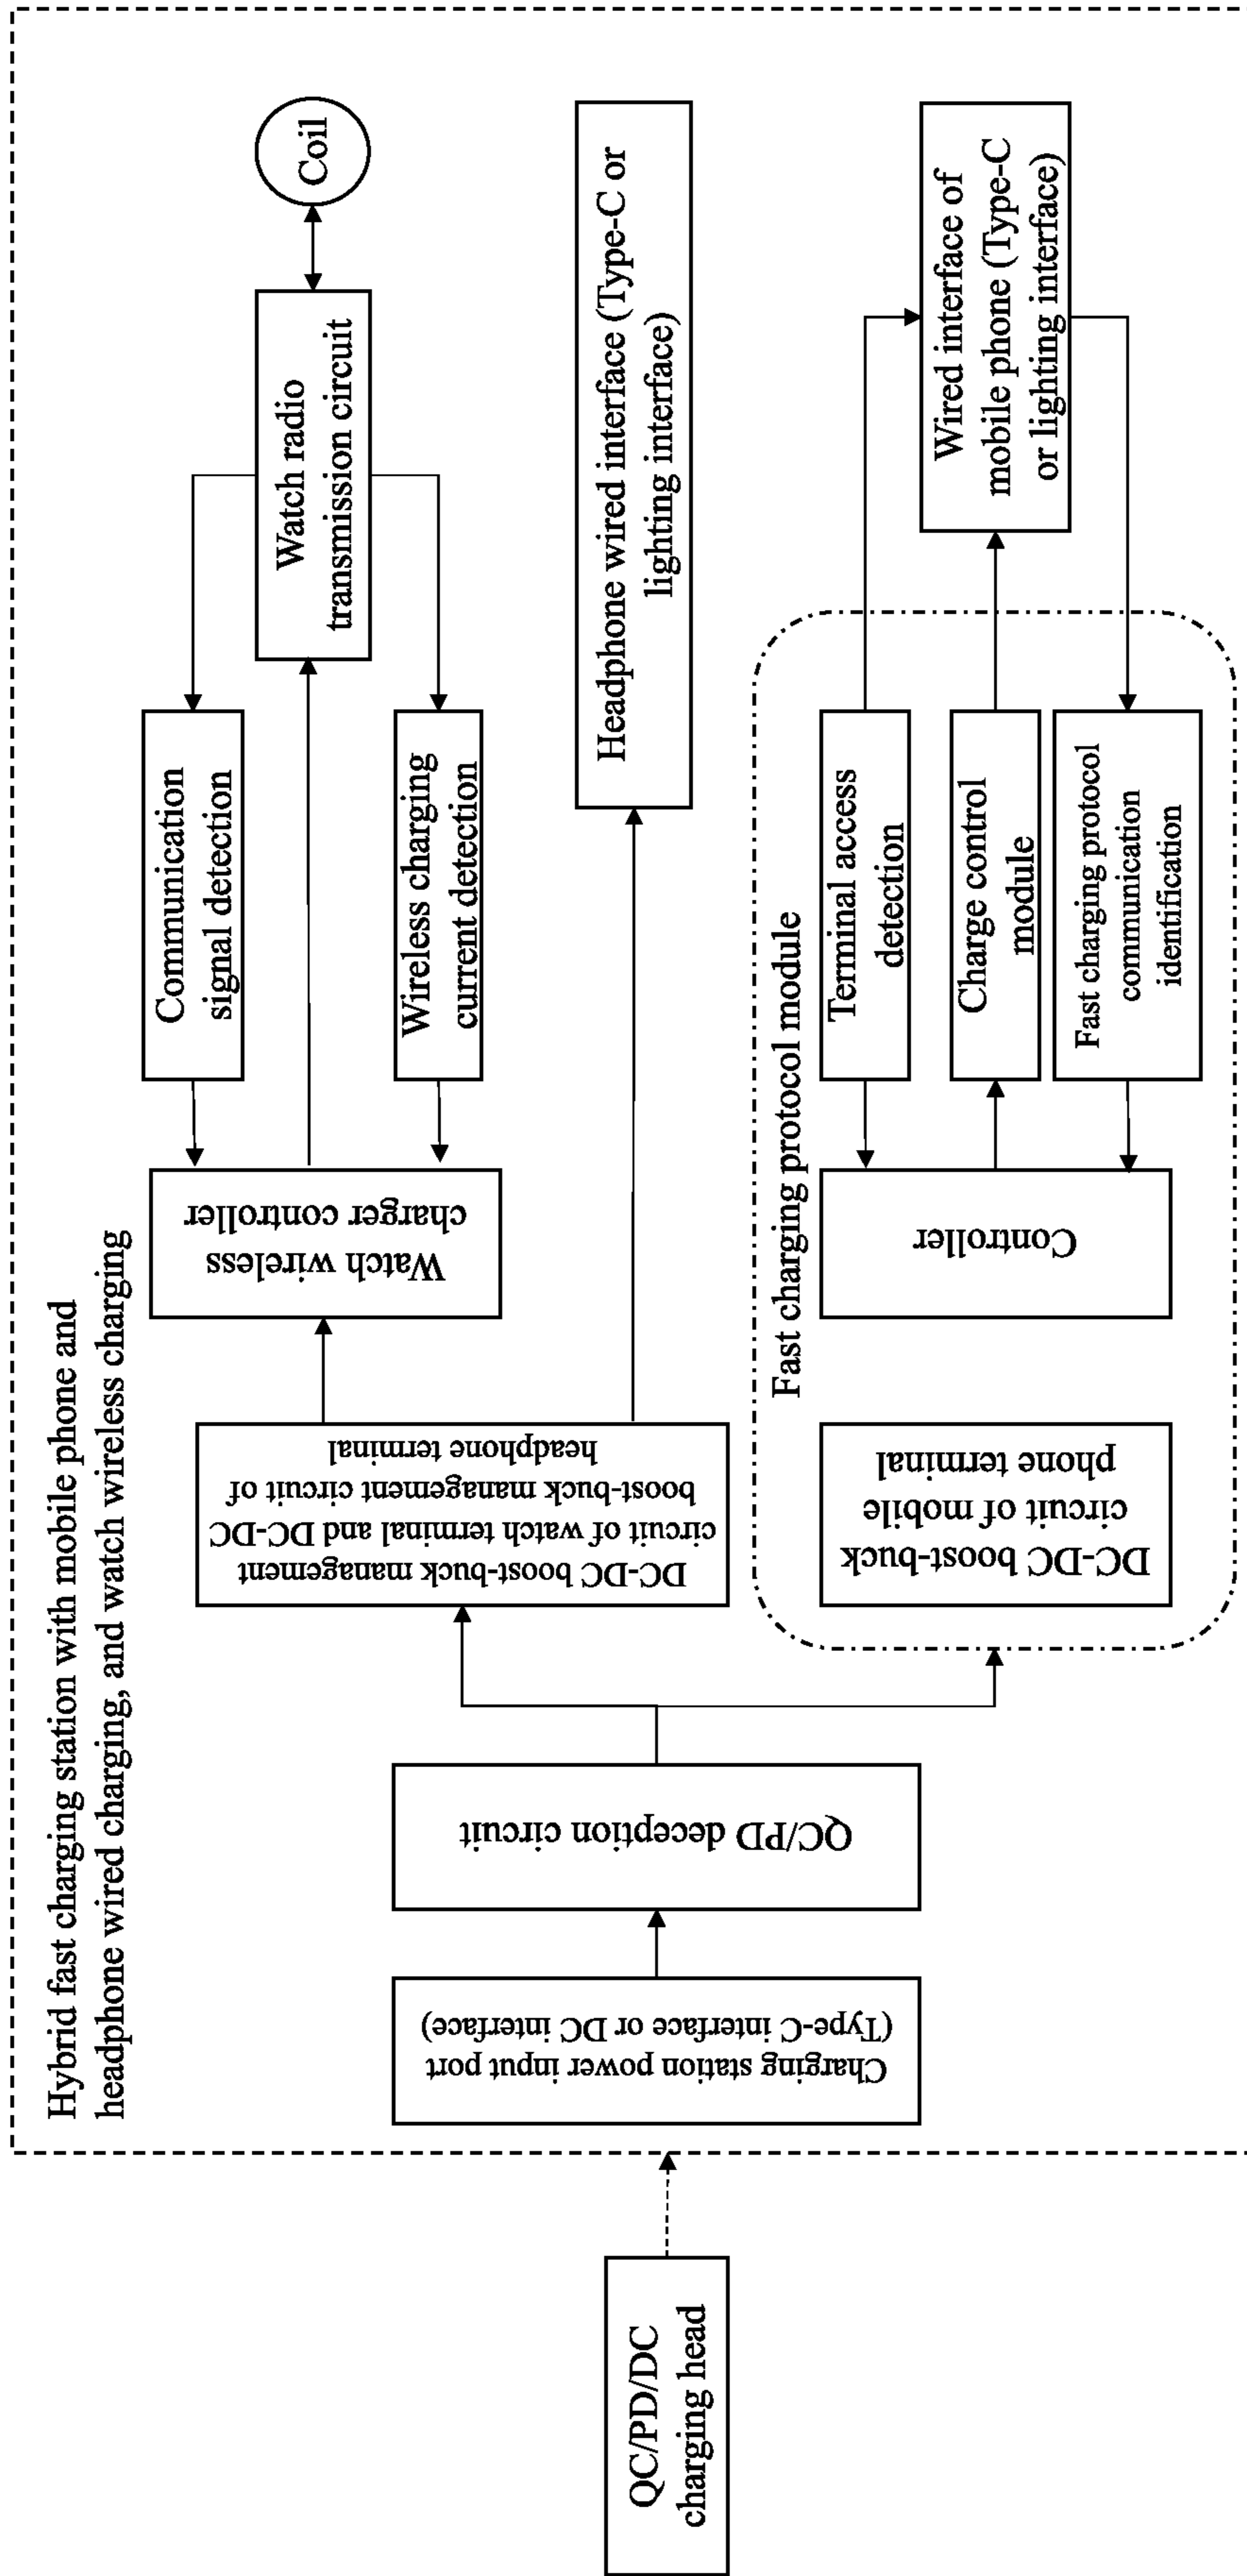 Hybrid fast charging station with mobile phone and
headphone wired charging, and watch wireless charging
QC/PD/DC
charging head
Charging station power input port
(Type-C interface or DC interface)
QC/PD deception circuit
DC-DC boost-buck management
circuit of watch terminal and DC-DC
boost-buck management circuit of
headphone terminal
Watch wireless
charger controller
Communication
signal detection
Wireless charging
current detection
Watch radio
transmission circuit
Coil
Headphone wired interface (Type-C or
lighting interface)
Fast charging protocol module
DC-DC boost-buck
circuit of mobile
phone terminal
Controller
Terminal access
detection
Charge control
module
Fast charging protocol
communication
identification
Wired interface of
mobile phone (Type-C
or lighting interface)